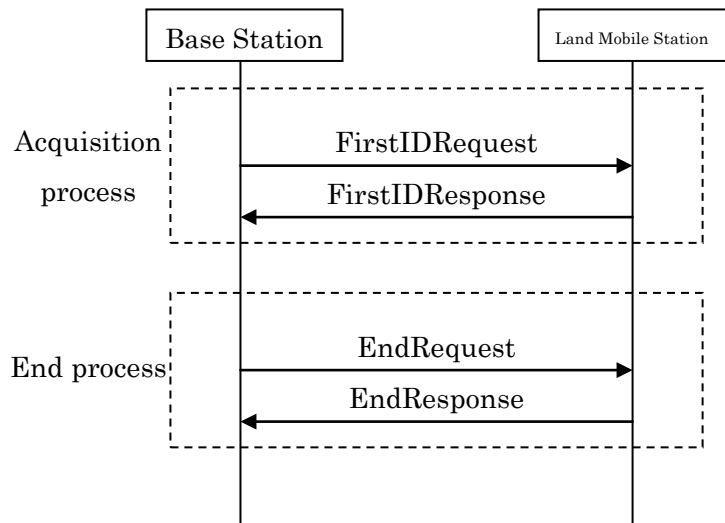 Base Station
Land Mobile Station
Acquisition
process
FirstIDRequest
FirstIDResponse
End process
EndRequest
EndResponse